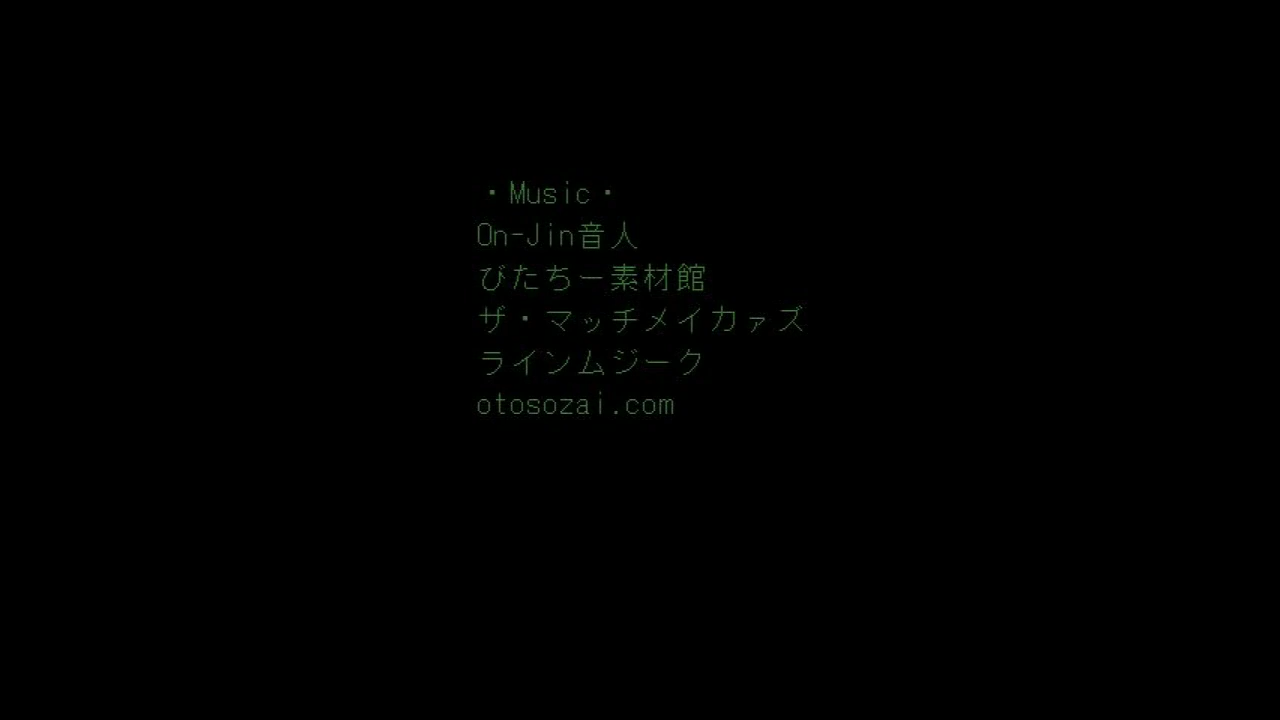 ・Music・
On-Jin音人
びたちー素材館
ザ・マッチメイカァズ
ラインムジーク
otosozai.com